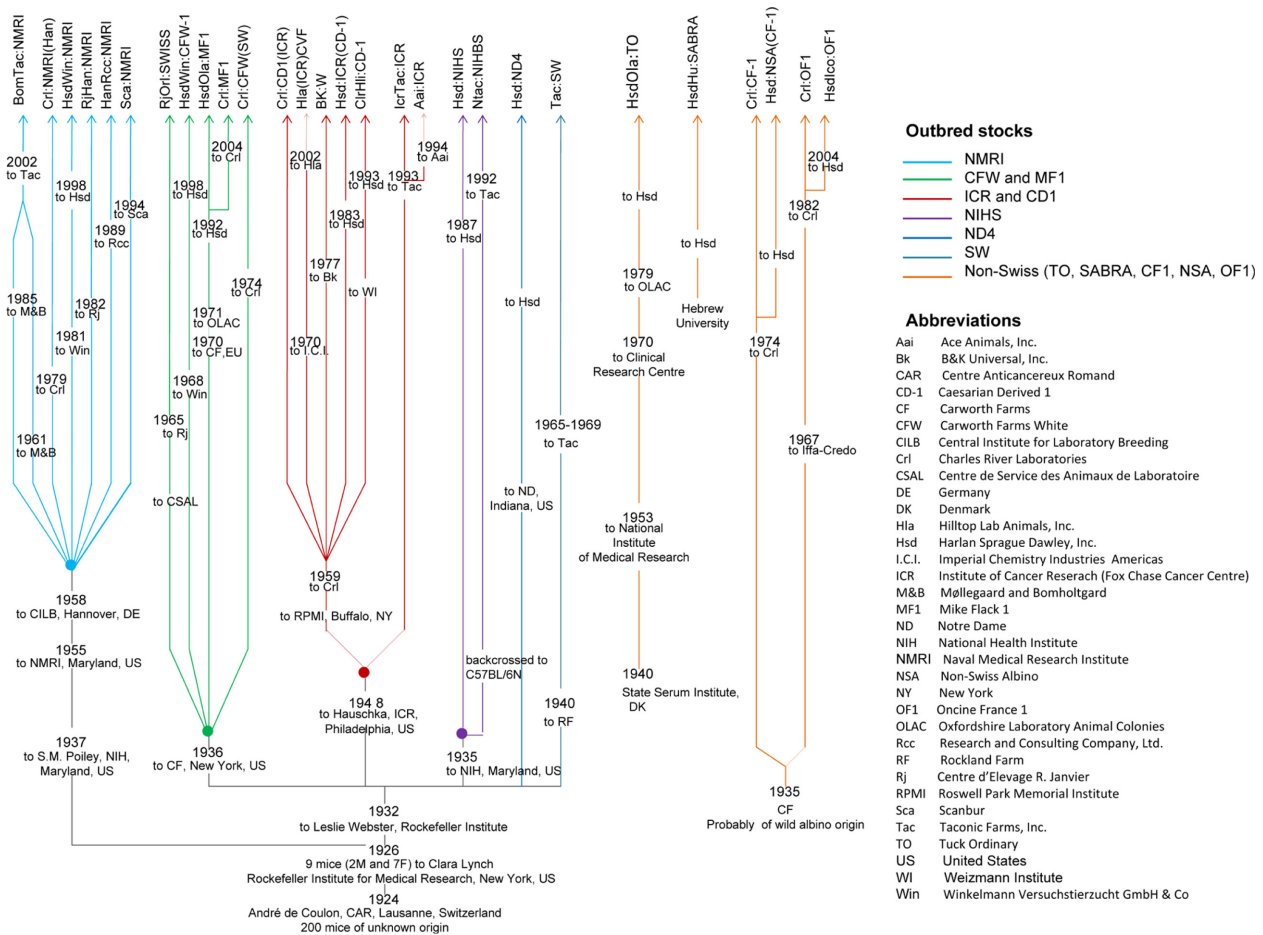 BomTac:NMRI
Crl:NMRI(Han)
HsdWin:NMRI
RjHan:NMRI
HanRcc:NMRI
Sca:NMRI
RjOrl:SWISS
HsdWin:CFW-1
HsdOla:MF1
Crl:MF1
Crl:CFW(SW)
Crl:CD1(ICR)
Hla(ICR)CVF
BK:W
Hsd:ICR(CD-1)
ClrHli:CD-1
IcrTac:ICR
Aai:ICR
Hsd:NIHS
Ntac:NIHBS
Hsd:ND4
Tac:SW
HsdOla:TO
HsdHu:SABRA
Crl:CF-1
Hsd:NSA(CF-1)
Crl:OF1
HsdIco:OF1
2002
to Tac
1998
to Hsd
1994
to Sca
1989
to Rcc
1985
to M&B
1982
to Rj
1981
to Win
1979
to Crl
1961
to M&B
1958
to CILB, Hannover, DE
1955
to NMRI, Maryland, US
1937
to S.M. Poiley, NIH,
Maryland, US
2004
to Crl
1998
to Hsd
1992
to Hsd
1974
to Crl
1971
to OLAC
1970
to CF,EU
1968
to Win
1965
to Rj
to CSAL
1936
to CF, New York, US
2002
to Hla
1993
to Hsd
1993
to Tac
1994
to Aai
1983
to Hsd
1977
to Bk
to WI
1970
to I.C.I.
1959
to Crl
to RPMI, Buffalo, NY
194 8
to Hauschka, ICR,
Philadelphia, US
1992
to Tac
1987
to Hsd
backcrossed to
C57BL/6N
1935
to NIH, Maryland, US
to Hsd
to ND,
Indiana, US
1965-1969
to Tac
1940
to RF
1932
to Leslie Webster, Rockefeller Institute
1926
9 mice (2M and 7F) to Clara Lynch
Rockefeller Institute for Medical Research, New York, US
1924
André de Coulon, CAR, Lausanne, Switzerland
200 mice of unknown origin
to Hsd
1979
to OLAC
1970
to Clinical
Research Centre
1953
to National
Institute
of Medical Research
1940
State Serum Institute,
DK
to Hsd
Hebrew
University
to Hsd
1974
to Crl
2004
to Hsd
1982
to Crl
1967
to Iffa-Credo
1935
CF
Probably of wild albino origin
Outbred stocks
NMRI
CFW and MF1
ICR and CD1
NIHS
ND4
SW
Non-Swiss (TO, SABRA, CF1, NSA, OF1)
Abbreviations
Aai Ace Animals, Inc.
Bk B&K Universal, Inc.
CAR Centre Anticancereux Romand
CD-1 Caesarian Derived 1
CF Carworth Farms
CFW Carworth Farms White
CILB Central Institute for Laboratory Breeding
Crl Charles River Laboratories
CSAL Centre de Service des Animaux de Laboratoire
DE Germany
DK Denmark
Hla Hilltop Lab Animals, Inc.
Hsd Harlan Sprague Dawley, Inc.
I.C.I. Imperial Chemistry Industries Americas
ICR Institute of Cancer Reserach (Fox Chase Cancer Centre)
M&B Møllegaard and Bomholtgard
MF1 Mike Flack 1
ND Notre Dame
NIH National Health Institute
NMRI Naval Medical Research Institute
NSA Non-Swiss Albino
NY New York
OF1 Oncine France 1
OLAC Oxfordshire Laboratory Animal Colonies
Rcc Research and Consulting Company, Ltd.
RF Rockland Farm
Rj Centre d'Elevage R. Janvier
RPMI Roswell Park Memorial Institute
Sca Scanbur
Tac Taconic Farms, Inc.
TO Tuck Ordinary
US United States
WI Weizmann Institute
Win Winkelmann Versuchstierzucht GmbH & Co